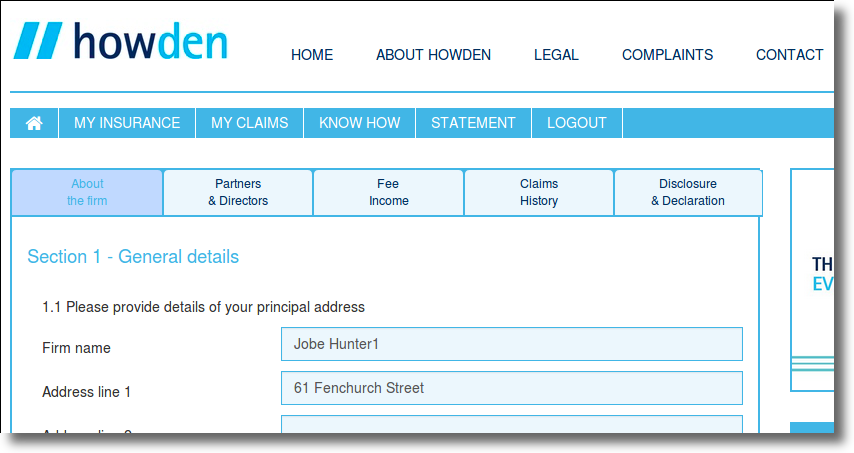 howden
HOME ABOUT HOWDEN LEGAL COMPLAINTS CONTACT
MY INSURANCE MY CLAIMS KNOW HOW STATEMENT LOGOUT
About
the firm
Partners
& Directors
Fee
Income
Claims
History
Disclosure
& Declaration
TH
EV
Section 1 - General details
1.1 Please provide details of your principal address
Firm name Jobe Hunter1
Address line 1 61 Fenchurch Street